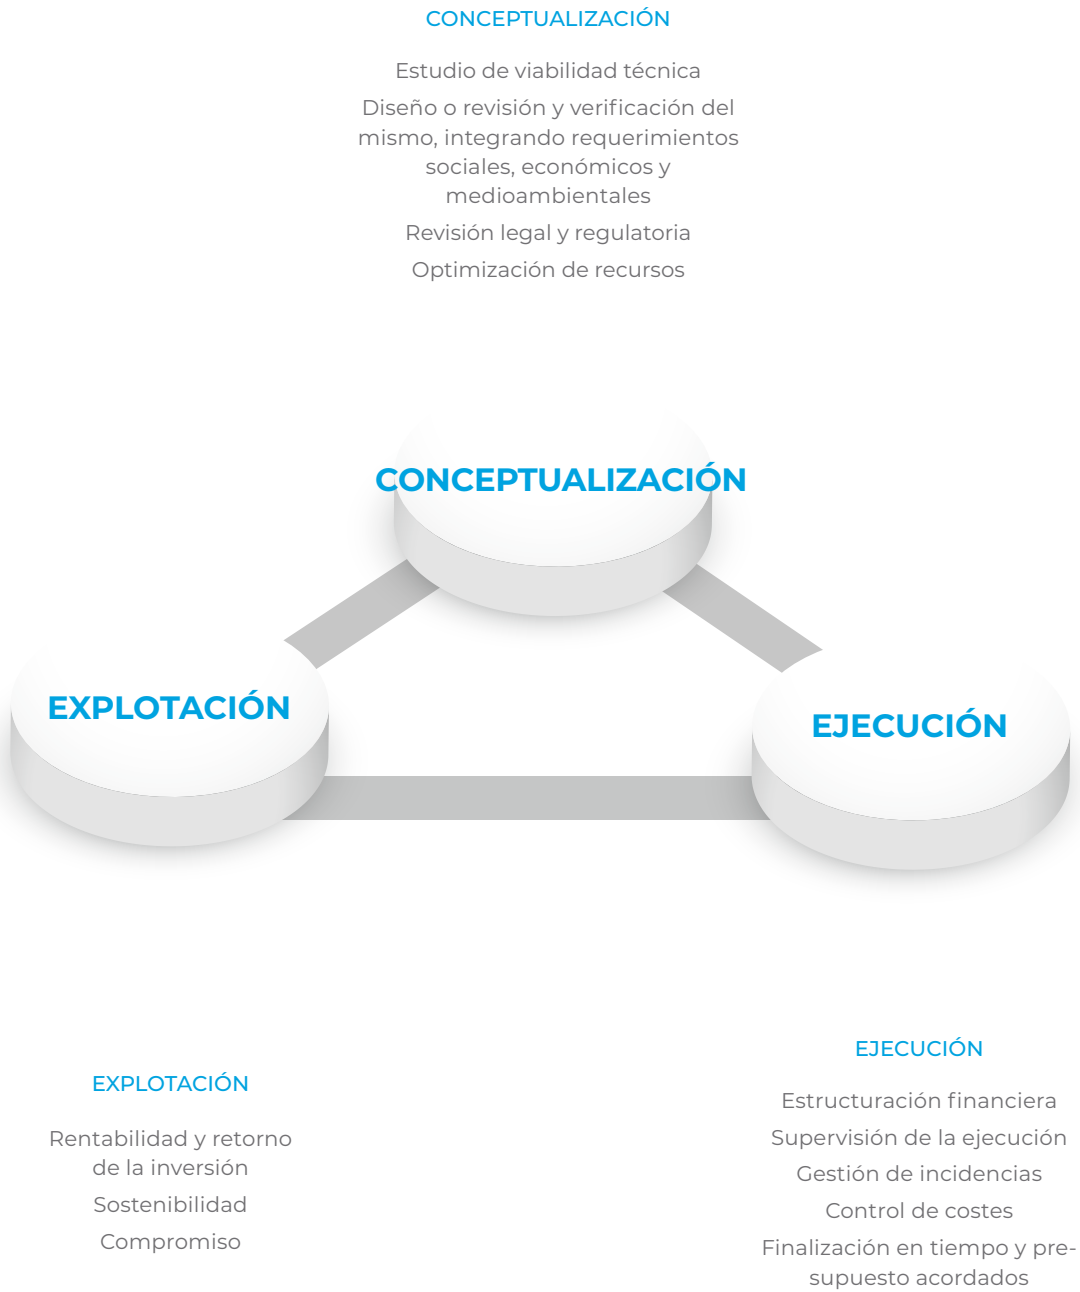 CONCEPTUALIZACIÓN
Estudio de viabilidad técnica
Diseño o revisión y verificación del
mismo, integrando requerimientos
sociales, económicos y
medioambientales
Revisión legal y regulatoria
Optimización de recursos
CONCEPTUALIZACIÓN
EXPLOTACIÓN
EJECUCIÓN
EXPLOTACIÓN
Rentabilidad y retorno
de la inversión
Sostenibilidad
Compromiso
EJECUCIÓN
Estructuración financiera
Supervisión de la ejecución
Gestión de incidencias
Control de costes
Finalización en tiempo y pre-
supuesto acordados